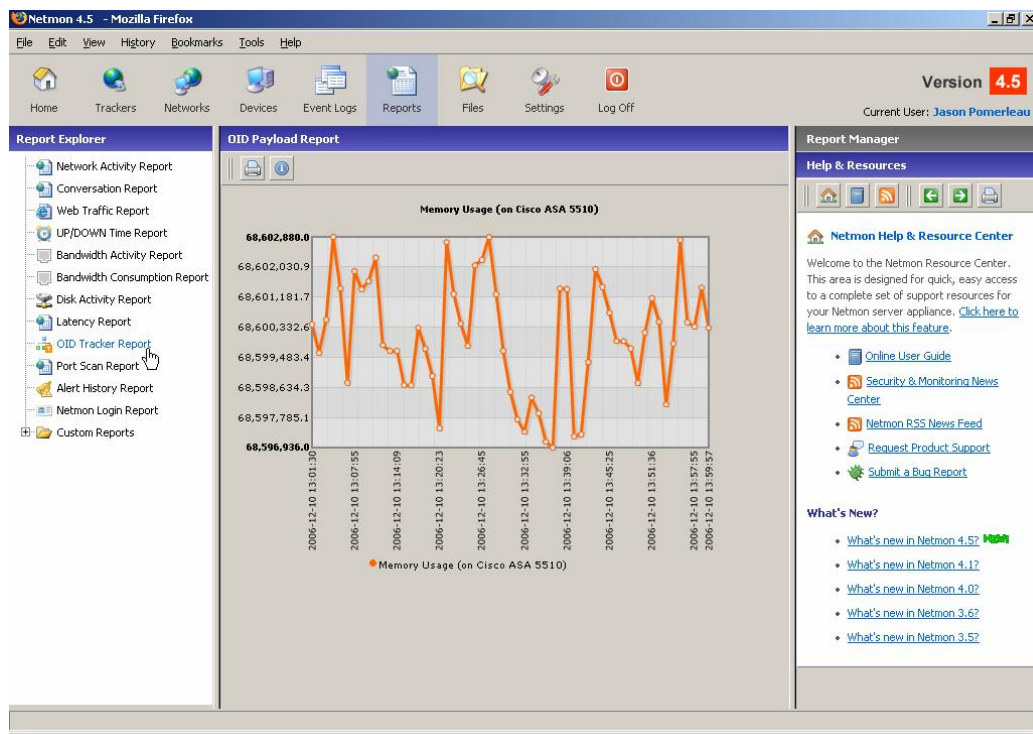 Netmon 4.5 - Mozilla Firefox
File Edit View History Bookmarks Tools Help
Home Trackers Networks Devices Event Logs Reports Files Settings Log Off
Version 4.5
Current User: Jason Pomerleau
Report Explorer
Network Activity Report
Conversation Report
Web Traffic Report
UP/DOWN Time Report
Bandwidth Activity Report
Bandwidth Consumption Report
Disk Activity Report
Latency Report
OID Tracker Report
Port Scan Report
Alert History Report
Netmon Login Report
Custom Reports
OID Payload Report
Memory Usage (on Cisco ASA 5510)
68,602,880.0
68,602,030.9
68,601,181.7
68,600,332.6
68,599,483.4
68,598,634.3
68,597,785.1
68,596,936.0
2006-12-10 13:01:30
2006-12-10 13:07:55
2006-12-10 13:14:09
2006-12-10 13:20:23
2006-12-10 13:26:45
2006-12-10 13:32:55
2006-12-10 13:39:06
2006-12-10 13:45:25
2006-12-10 13:51:36
2006-12-10 13:57:55
2006-12-10 13:59:57
Memory Usage (on Cisco ASA 5510)
Report Manager
Help & Resources
Netmon Help & Resource Center
Welcome to the Netmon Resource Center.
This area is designed for quick, easy access
to a complete set of support resources for
your Netmon server appliance. Click here to
learn more about this feature.
Online User Guide
Security & Monitoring News
Center
Netmon RSS News Feed
Request Product Support
Submit a Bug Report
What's New?
What's new in Netmon 4.5? NEW!
What's new in Netmon 4.1?
What's new in Netmon 4.0?
What's new in Netmon 3.6?
What's new in Netmon 3.5?